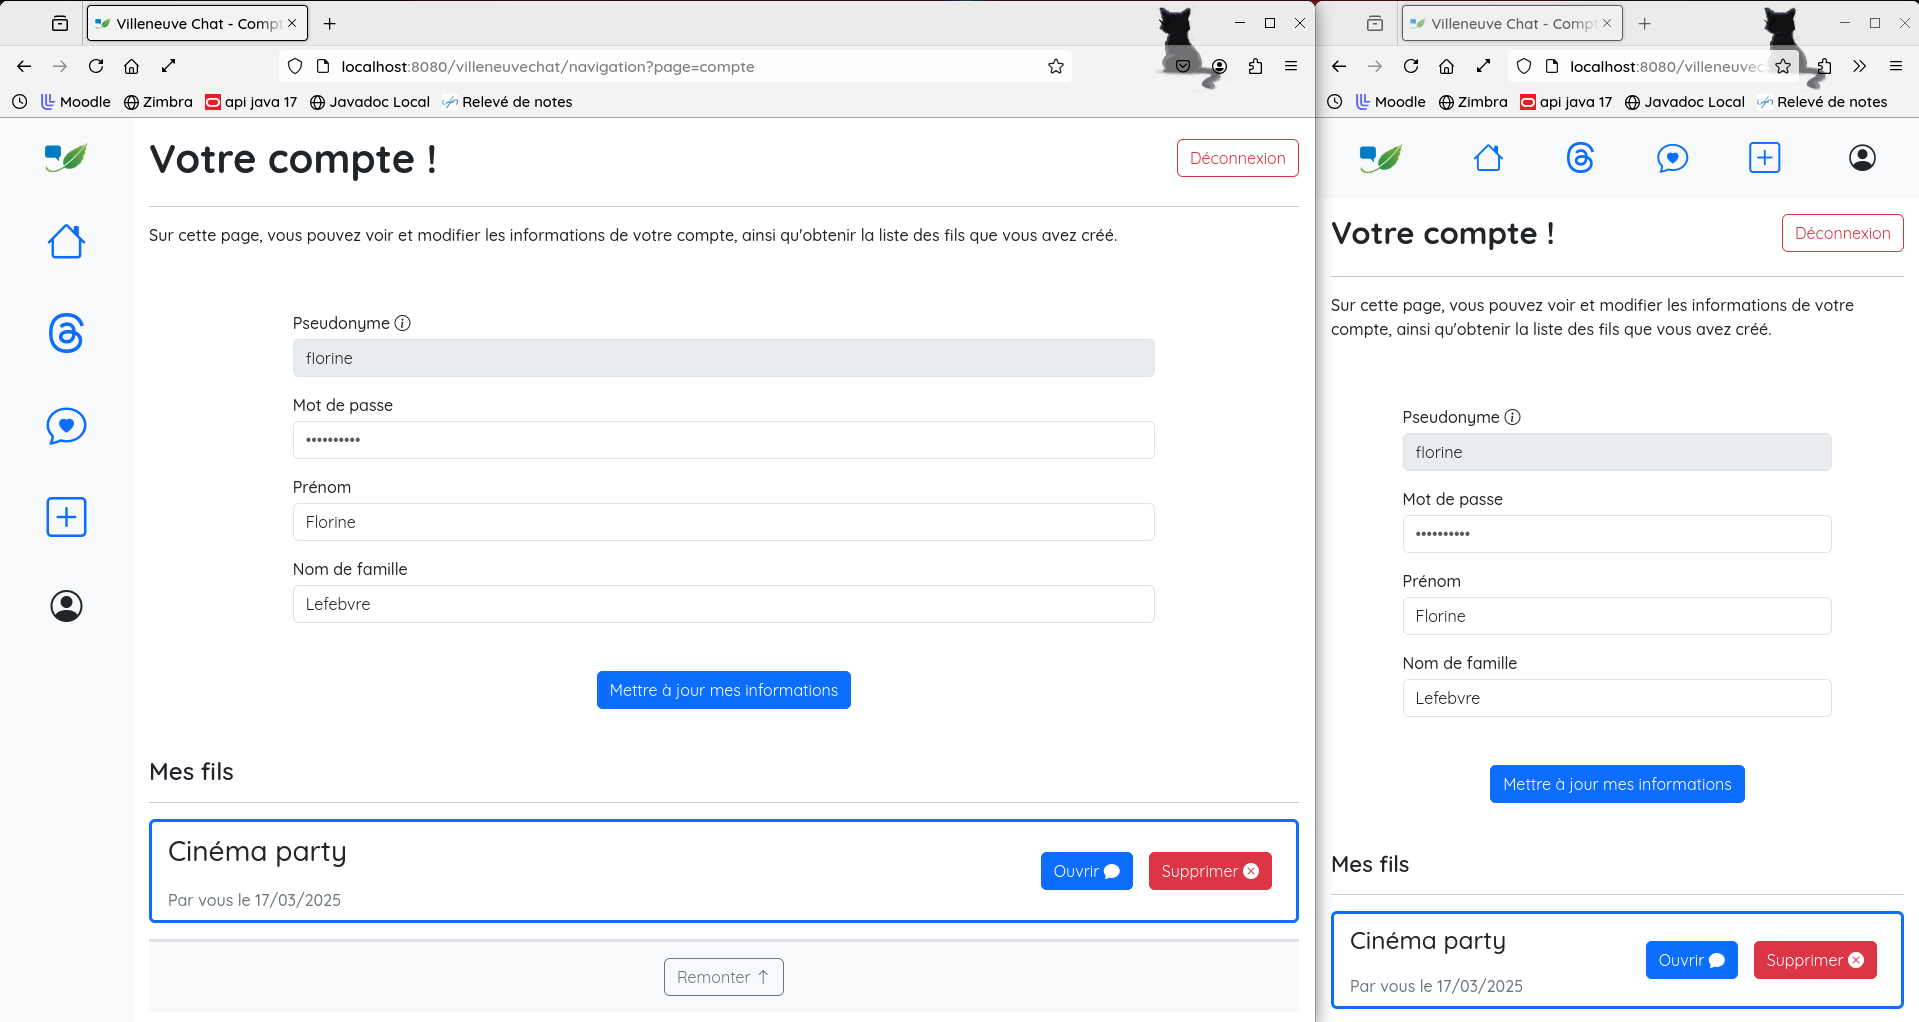 Villeneuve Chat - Compt
localhost:8080/villeneuvechat/navigation?page=compte
Moodle Zimbra api java 17 Javadoc Local Relevé de notes
Votre compte !
Déconnexion
Sur cette page, vous pouvez voir et modifier les informations de votre compte, ainsi qu'obtenir la liste des fils que vous avez créé.
Pseudonyme
florine
Mot de passe
••••••••••
Prénom
Florine
Nom de famille
Lefebvre
Mettre à jour mes informations
Mes fils
Cinéma party
Ouvrir
Supprimer
Par vous le 17/03/2025
Remonter ↑
Villeneuve Chat - Compt
localhost:8080/villeneuvec
Moodle Zimbra api java 17 Javadoc Local Relevé de notes
Votre compte !
Déconnexion
Sur cette page, vous pouvez voir et modifier les informations de votre
compte, ainsi qu'obtenir la liste des fils que vous avez créé.
Pseudonyme
florine
Mot de passe
••••••••••
Prénom
Florine
Nom de famille
Lefebvre
Mettre à jour mes informations
Mes fils
Cinéma party
Ouvrir
Supprimer
Par vous le 17/03/2025